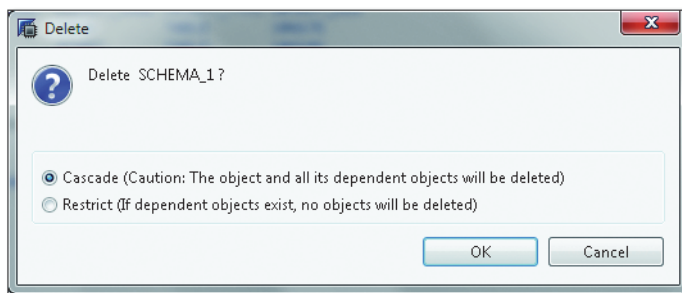 Delete
Delete SCHEMA_1?
Cascade (Caution: The object and all its dependent objects will be deleted)
Restrict (If dependent objects exist, no objects will be deleted)
OK Cancel